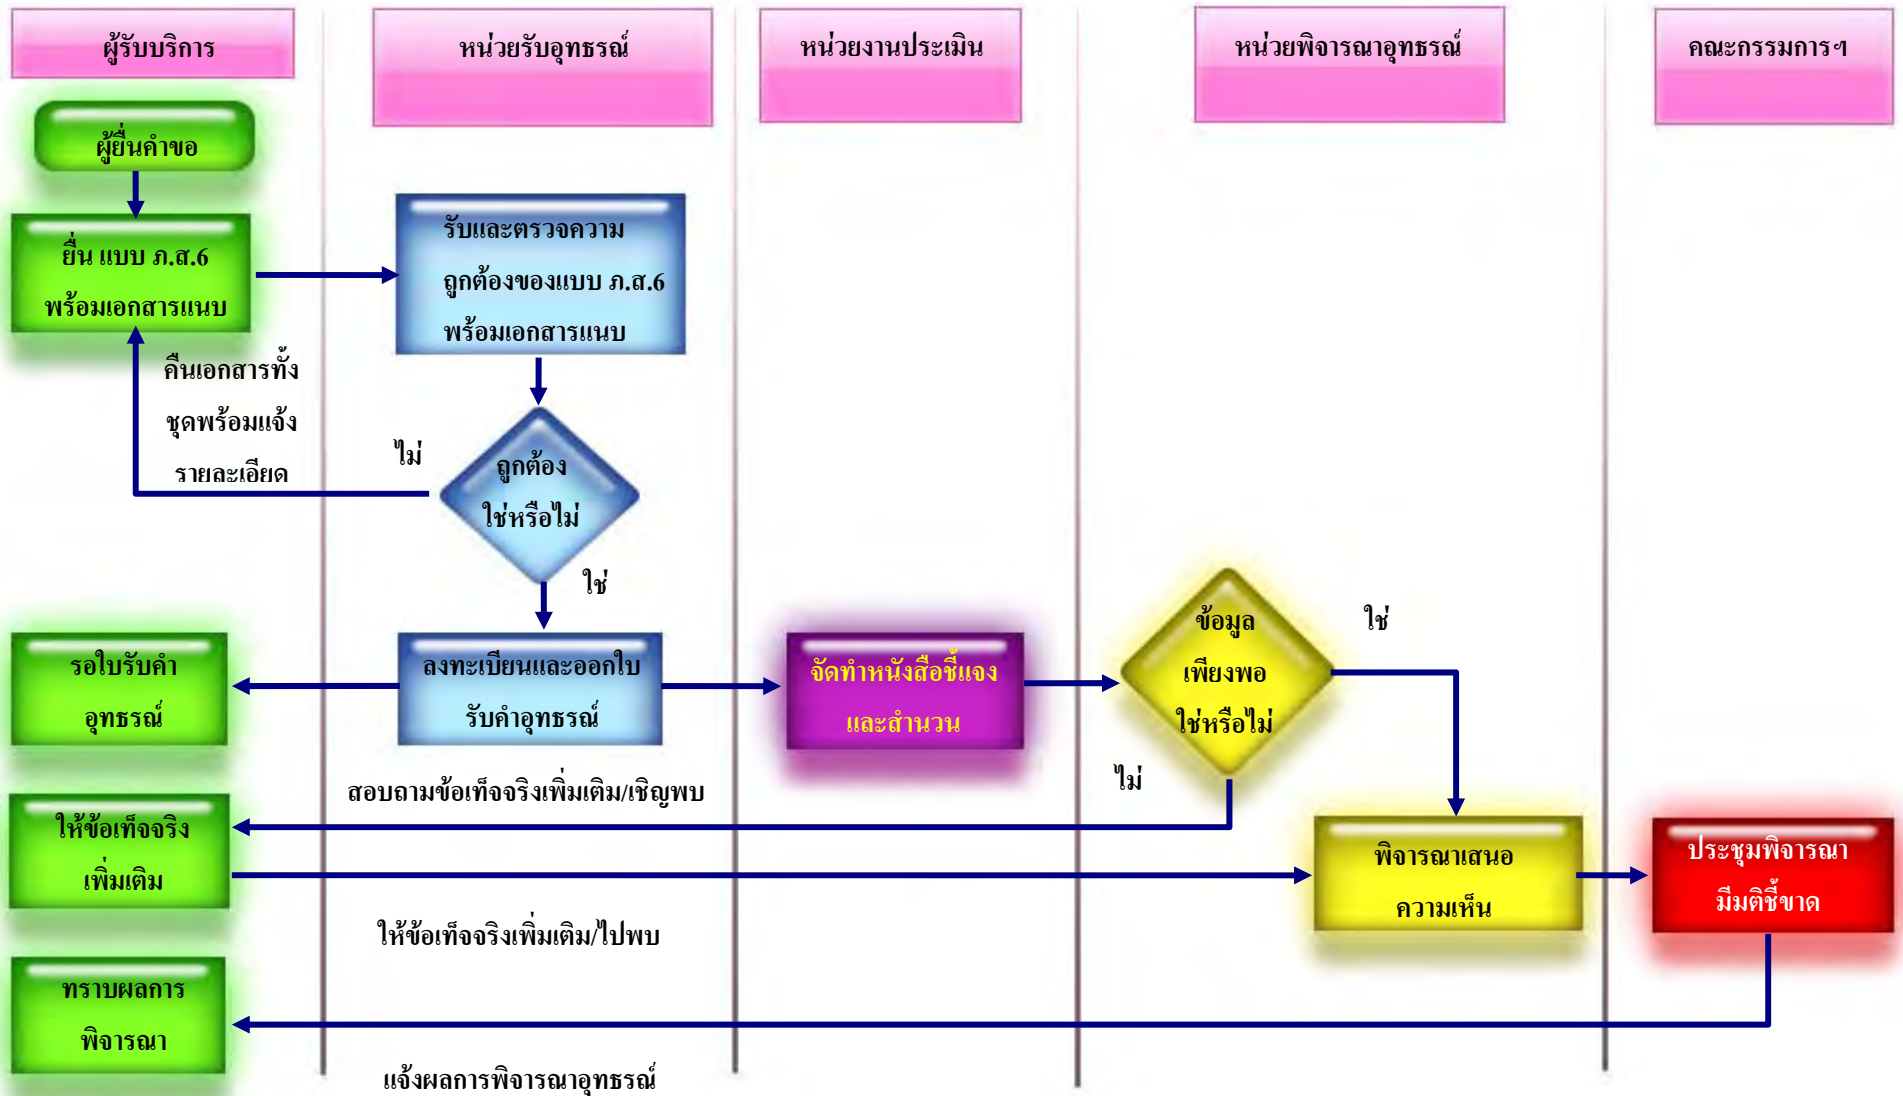 ผู้รับบริการ
หน่วยรับอุทธรณ์
หน่วยงานประเมิน
หน่วยพิจารณาอุทธรณ์
คณะกรรมการฯ
ผู้ยื่นคำขอ
ยื่น แบบ ภ.ส.6
พร้อมเอกสารแนบ
รับและตรวจความ
ถูกต้องของแบบ ภ.ส.6
พร้อมเอกสารแนบ
คืนเอกสารทั้ง
ชุดพร้อมแจ้ง
รายละเอียด
ไม่
ถูกต้อง
ใช่หรือไม่
ใช่
รอใบรับคำ
อุทธรณ์
ลงทะเบียนและออกใบ
รับคำอุทธรณ์
จัดทำหนังสือชี้แจง
และสำนวน
ข้อมูล
เพียงพอ
ใช่หรือไม่
ใช่
ไม่
สอบถามข้อเท็จจริงเพิ่มเติม/เชิญพบ
ให้ข้อเท็จจริง
เพิ่มเติม
พิจารณาเสนอ
ความเห็น
ประชุมพิจารณา
มีมติชี้ขาด
ให้ข้อเท็จจริงเพิ่มเติม/ไปพบ
ทราบผลการ
พิจารณา
แจ้งผลการพิจารณาอุทธรณ์